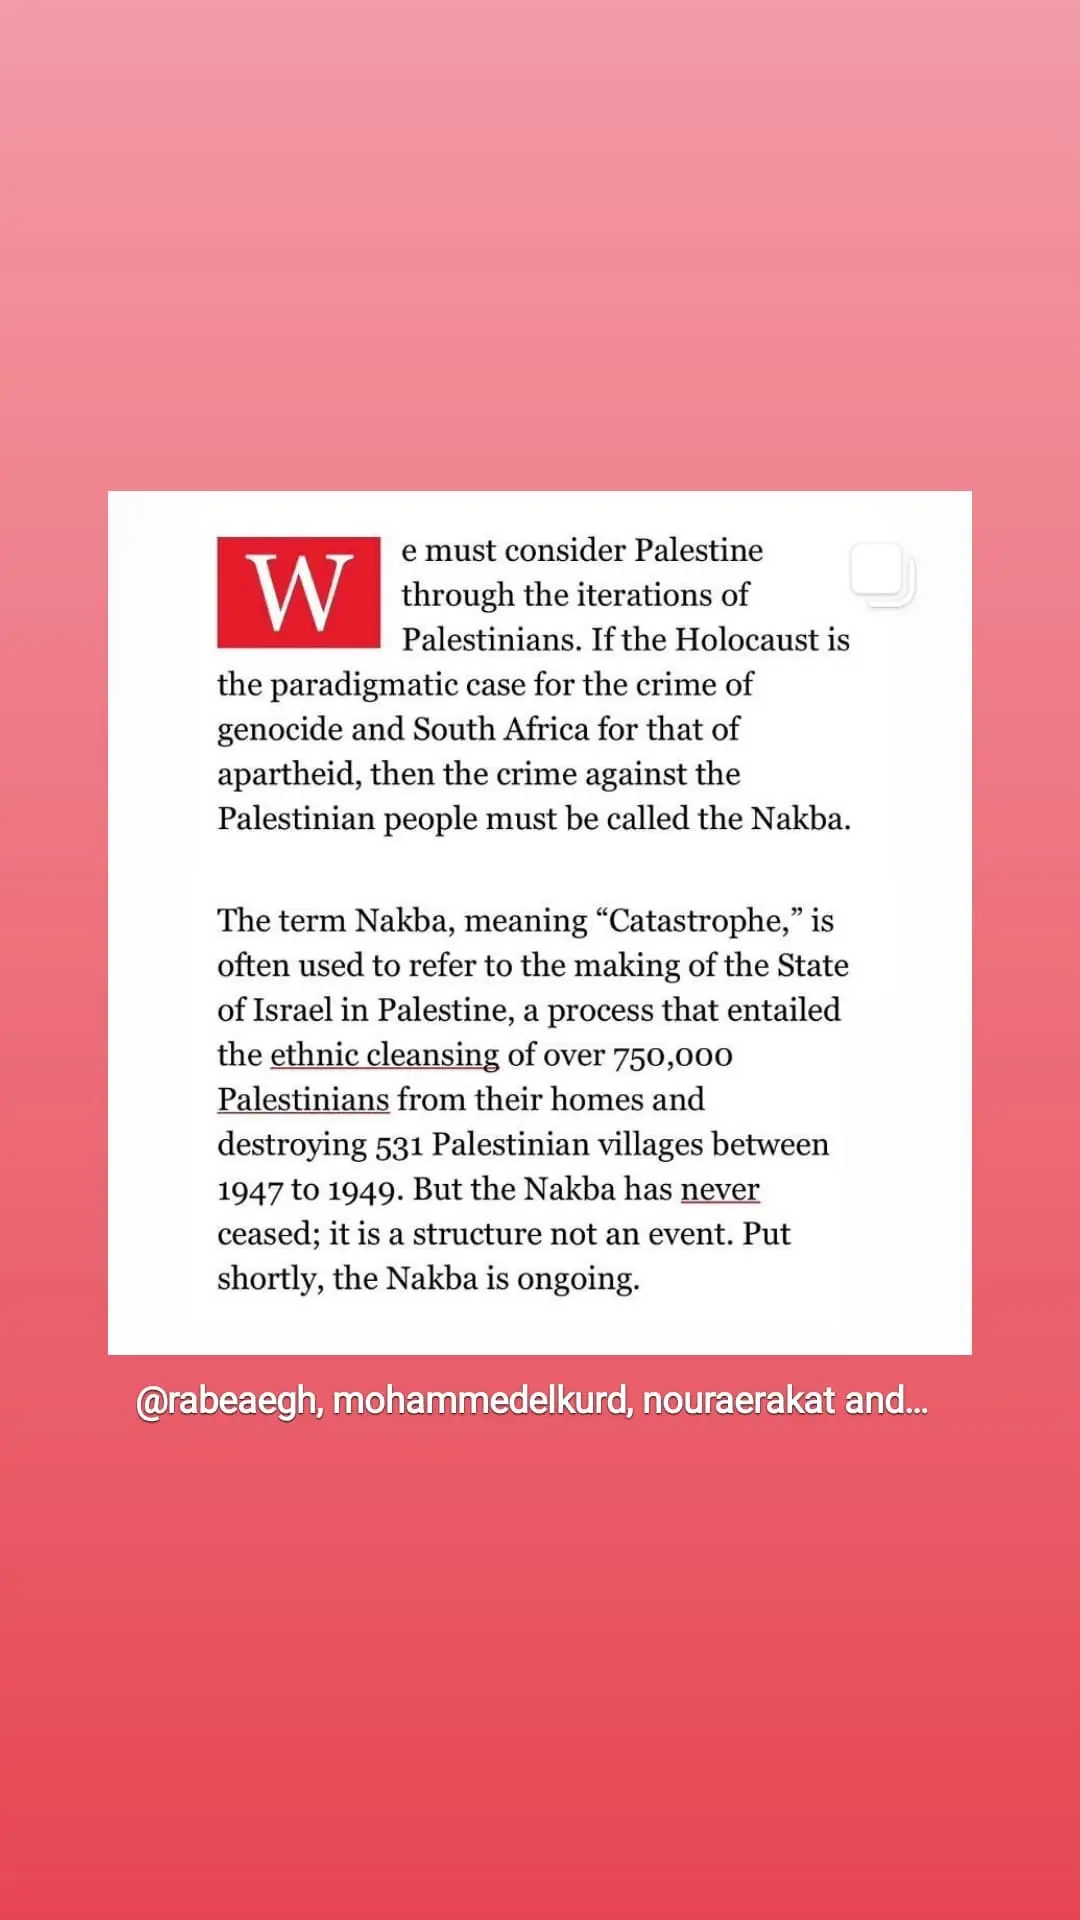 We must consider Palestine
through the iterations of
Palestinians. If the Holocaust is
the paradigmatic case for the crime of
genocide and South Africa for that of
apartheid, then the crime against the
Palestinian people must be called the Nakba.
The term Nakba, meaning “Catastrophe,” is
often used to refer to the making of the State
of Israel in Palestine, a process that entailed
the ethnic cleansing of over 750,000
Palestinians from their homes and
destroying 531 Palestinian villages between
1947 to 1949. But the Nakba has never
ceased; it is a structure not an event. Put
shortly, the Nakba is ongoing.
@rabeaegh, mohammedelkurd, nouraerakat and...